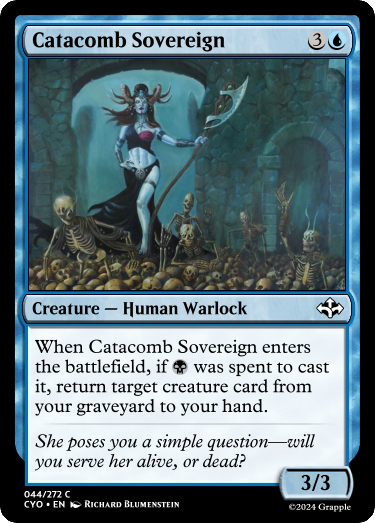 Catacomb Sovereign 3
Creature — Human Warlock
When Catacomb Sovereign enters
the battlefield, if was spent to cast
it, return target creature card from
your graveyard to your hand.
She poses you a simple question—will
you serve her alive, or dead?
3/3
044/272 C
CYO • EN Richard Blumenstein
©2024 Grapple